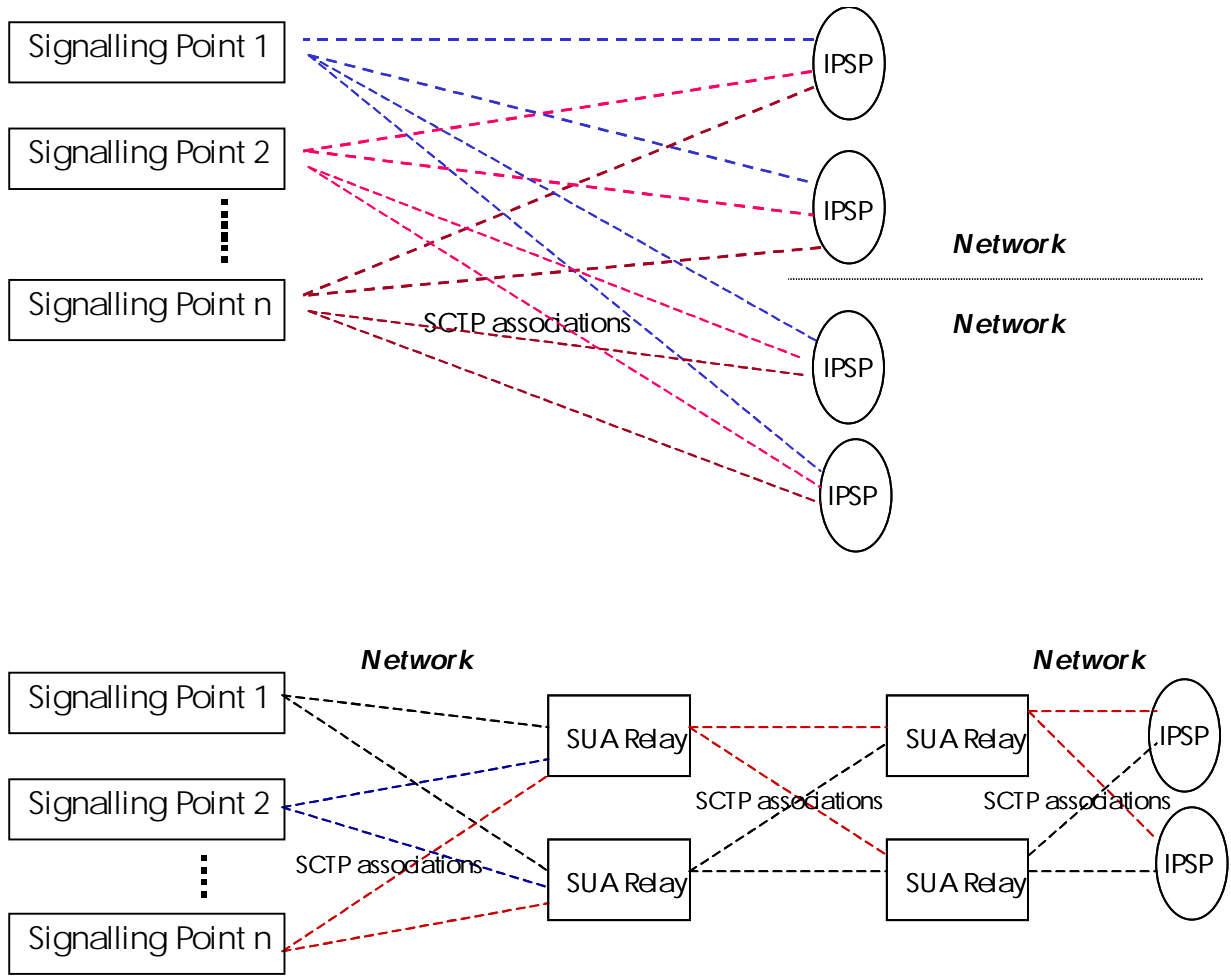 Signalling Point 1
IPSP
Signalling Point 2
IPSP
Network
Signalling Point n
SCTP associations
Network
IPSP
IPSP
Network
Network
Signalling Point 1
SUA Relay
SUA Relay
IPSP
Signalling Point 2
SCTP associations
SCTP associations
SCTP associations
SUA Relay
SUA Relay
IPSP
Signalling Point n